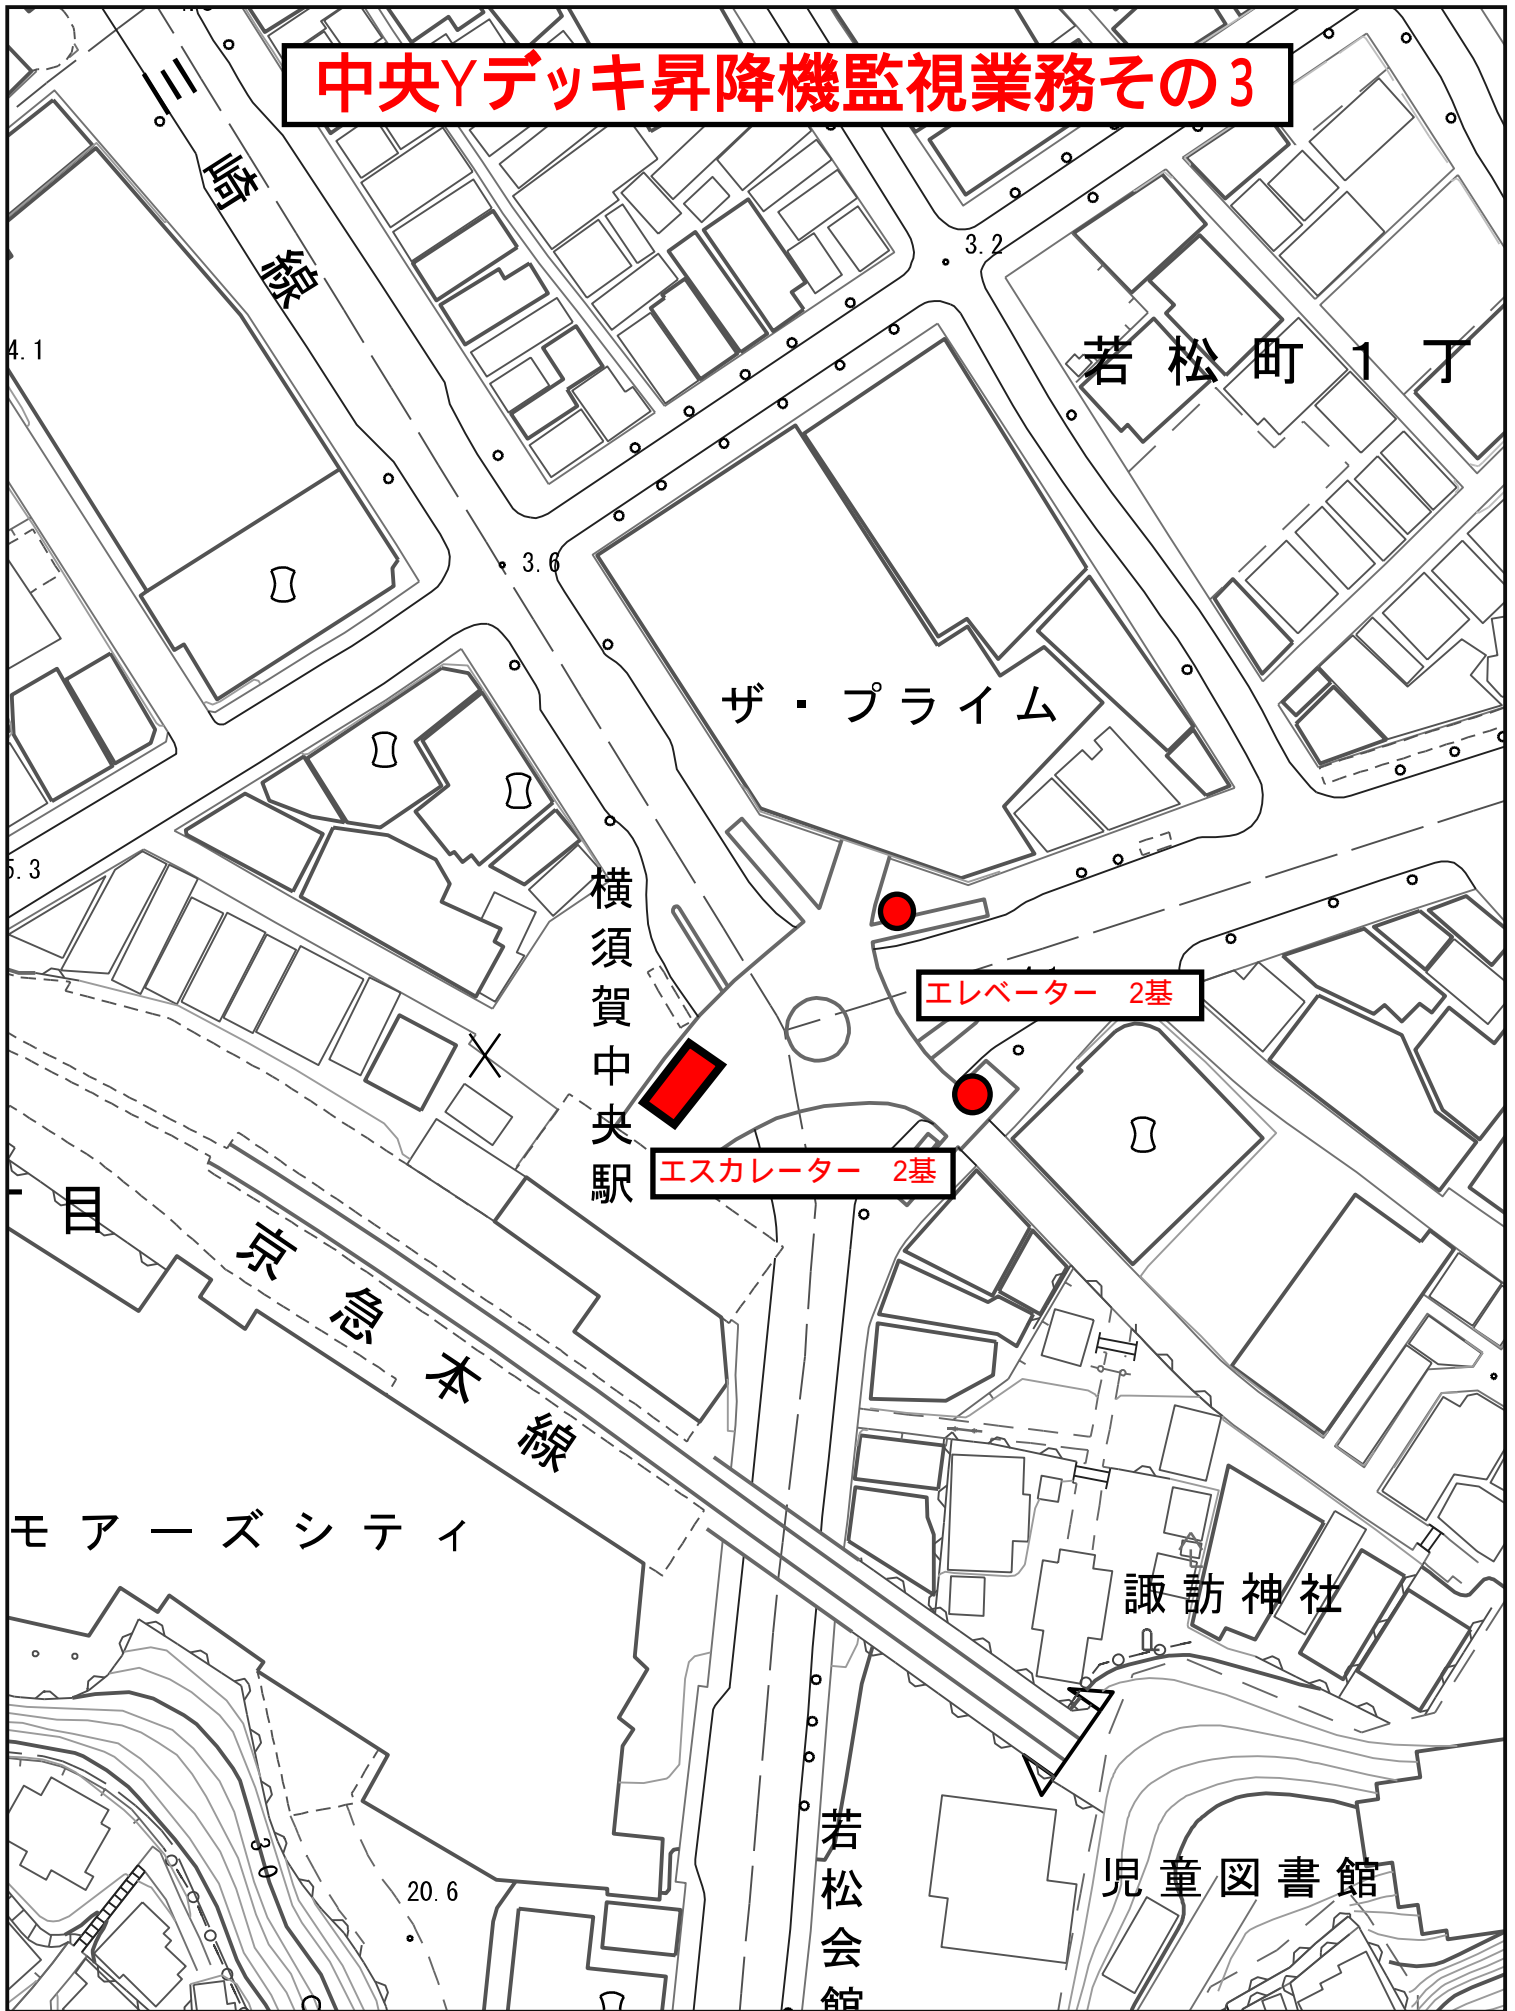 中央Yデッキ昇降機監視業務その3
三崎線
3.2
4.1
若松町1丁
3.6
ザ・プライム
5.3
横須賀中央駅
エレベーター 2基
エスカレーター 2基
目
京急本線
モアーズシティ
諏訪神社
30
20.6
若松会館
児童図書館